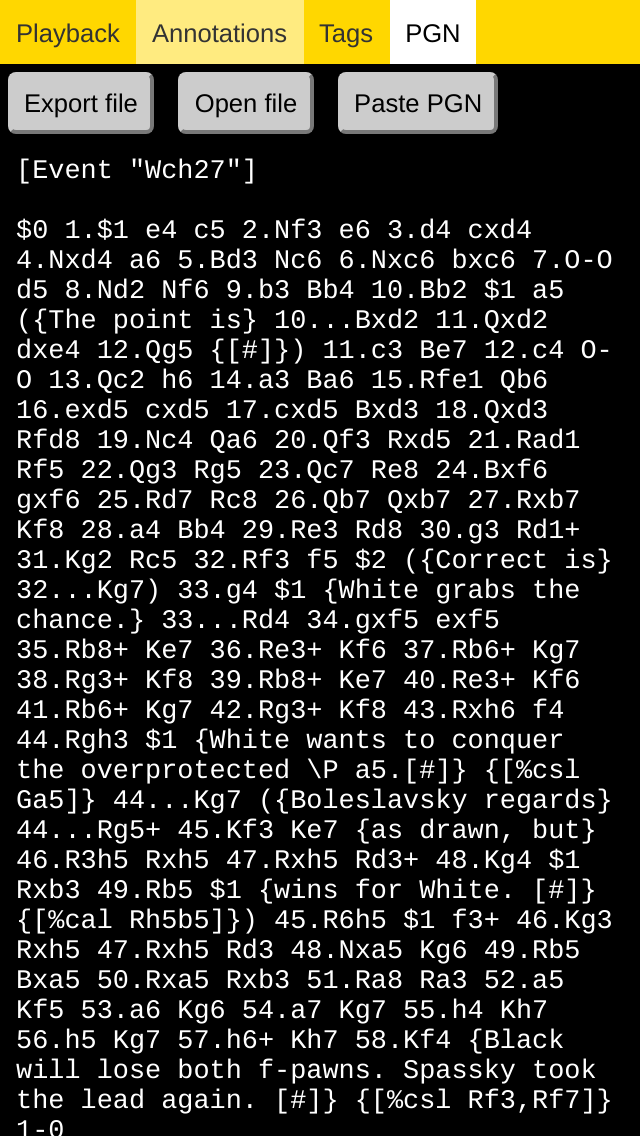 Playback Annotations Tags PGN
Export file Open file Paste PGN
[Event "Wch27"]
$0 1.$1 e4 c5 2.Nf3 e6 3.d4 cxd4
4.Nxd4 a6 5.Bd3 Nc6 6.Nxc6 bxc6 7.O-O
d5 8.Nd2 Nf6 9.b3 Bb4 10.Bb2 $1 a5
({The point is} 10...Bxd2 11.Qxd2
dxe4 12.Qg5 {[#]}) 11.c3 Be7 12.c4 O-
O 13.Qc2 h6 14.a3 Ba6 15.Rfe1 Qb6
16.exd5 cxd5 17.cxd5 Bxd3 18.Qxd3
Rfd8 19.Nc4 Qa6 20.Qf3 Rxd5 21.Rad1
Rf5 22.Qg3 Rg5 23.Qc7 Re8 24.Bxf6
gxf6 25.Rd7 Rc8 26.Qb7 Qxb7 27.Rxb7
Kf8 28.a4 Bb4 29.Re3 Rd8 30.g3 Rd1+
31.Kg2 Rc5 32.Rf3 f5 $2 ({Correct is}
32...Kg7) 33.g4 $1 {White grabs the
chance.} 33...Rd4 34.gxf5 exf5
35.Rb8+ Ke7 36.Re3+ Kf6 37.Rb6+ Kg7
38.Rg3+ Kf8 39.Rb8+ Ke7 40.Re3+ Kf6
41.Rb6+ Kg7 42.Rg3+ Kf8 43.Rxh6 f4
44.Rgh3 $1 {White wants to conquer
the overprotected \P a5.[#]} {[%csl
Ga5]} 44...Kg7 ({Boleslavsky regards}
44...Rg5+ 45.Kf3 Ke7 {as drawn, but}
46.R3h5 Rxh5 47.Rxh5 Rd3+ 48.Kg4 $1
Rxb3 49.Rb5 $1 {wins for White. [#]}
{[%cal Rh5b5]}) 45.R6h5 $1 f3+ 46.Kg3
Rxh5 47.Rxh5 Rd3 48.Nxa5 Kg6 49.Rb5
Bxa5 50.Rxa5 Rxb3 51.Ra8 Ra3 52.a5
Kf5 53.a6 Kg6 54.a7 Kg7 55.h4 Kh7
56.h5 Kg7 57.h6+ Kh7 58.Kf4 {Black
will lose both f-pawns. Spassky took
the lead again. [#]} {[%csl Rf3,Rf7]}
1-0